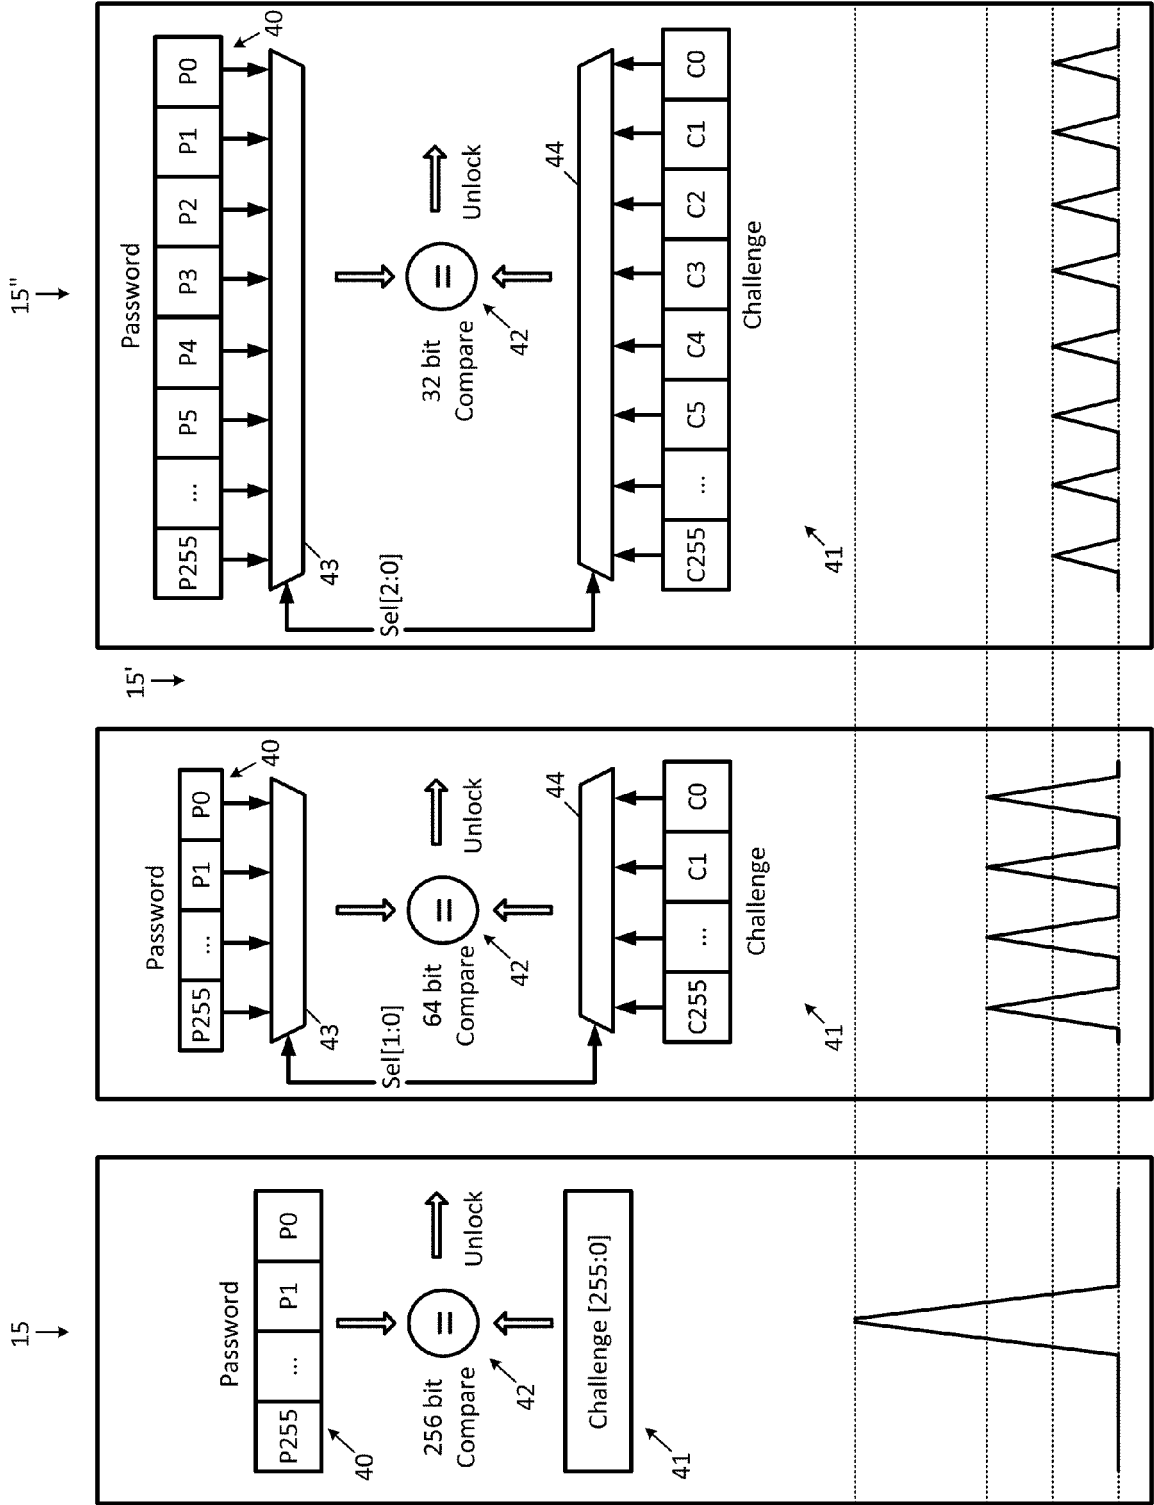 15
Password
P255 ... P1 P0
40
256 bit
Compare
=
42
Unlock
Challenge [255:0]
41
15'
Password
P255 ... P1 P0
40
43
Sel[1:0]
64 bit
Compare
=
42
Unlock
44
C255 ... C1 C0
Challenge
41
15"
Password
P255 ... P5 P4 P3 P2 P1 P0
40
43
Sel[2:0]
32 bit
Compare
=
42
Unlock
44
C255 ... C5 C4 C3 C2 C1 C0
Challenge
41